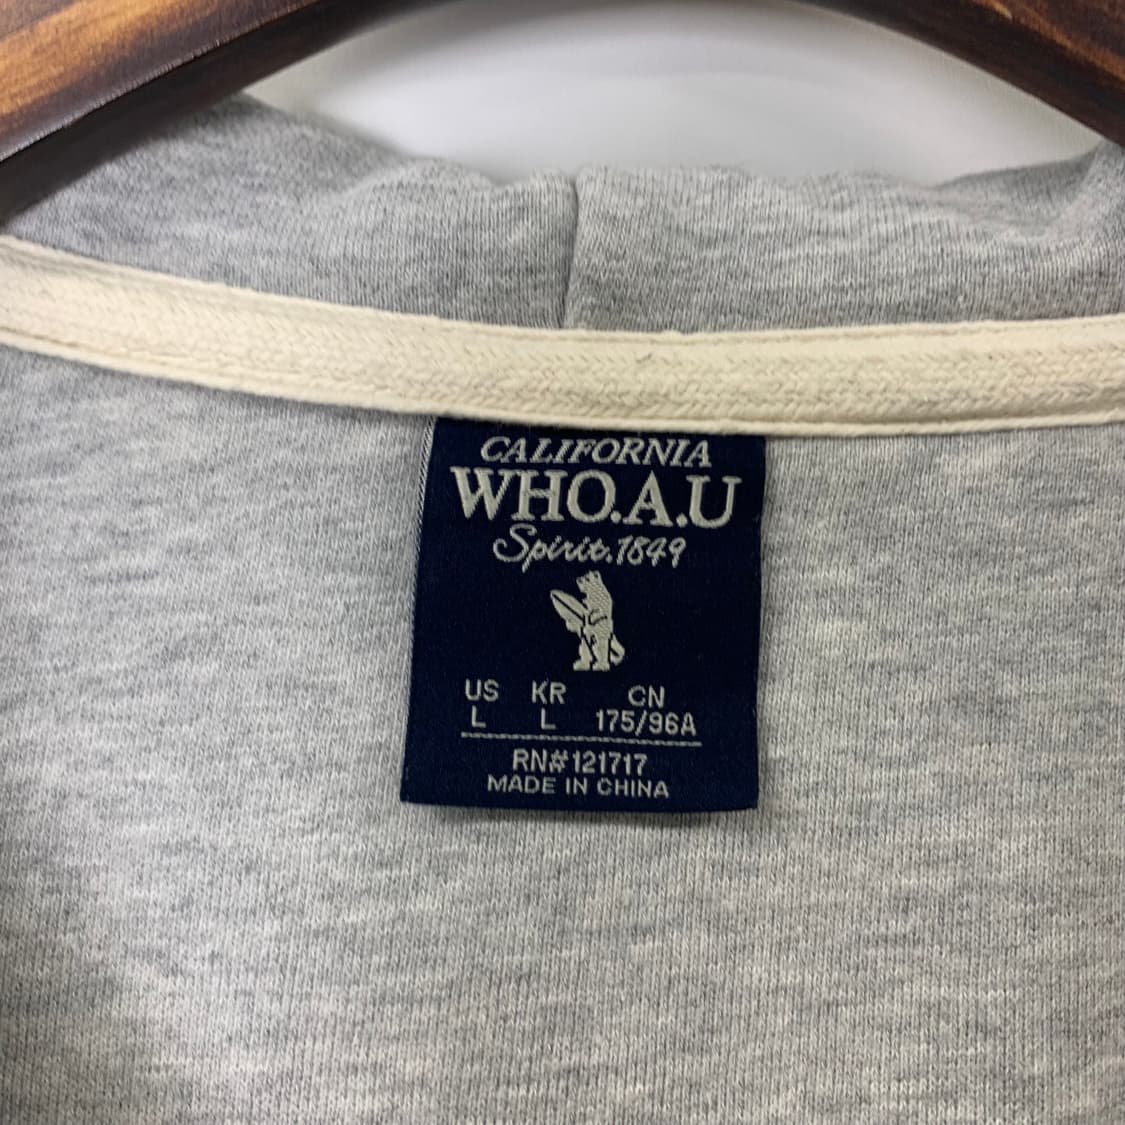 CALIFORNIA
WHO.A.U
Spirit.1849
US KR CN
L L 175/96A
RN#121717
MADE IN CHINA